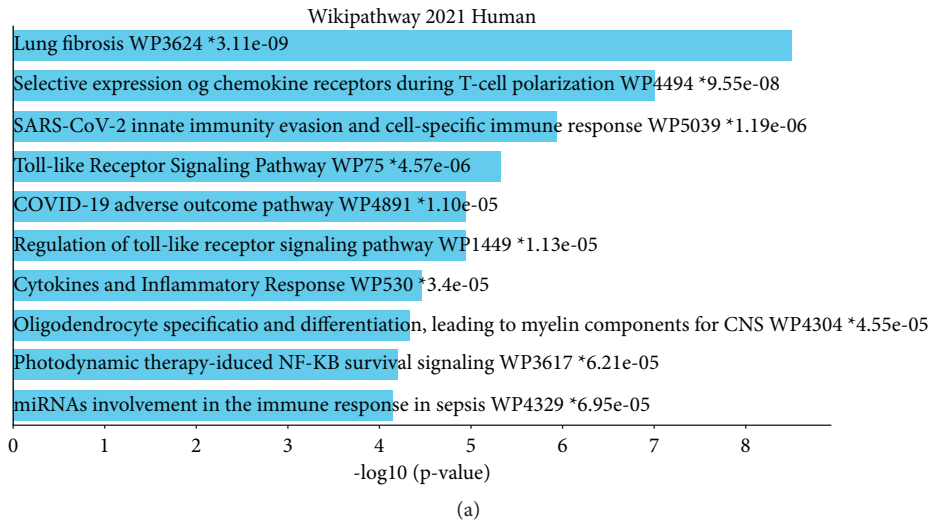 Wikipathway 2021 Human
Lung fibrosis WP3624 *3.11e-09
Selective expression og chemokine receptors during T-cell polarization WP4494 *9.55e-08
SARS-CoV-2 innate immunity evasion and cell-specific immune response WP5039 *1.19e-06
Toll-like Receptor Signaling Pathway WP75 *4.57e-06
COVID-19 adverse outcome pathway WP4891 *1.10e-05
Regulation of toll-like receptor signaling pathway WP1449 *1.13e-05
Cytokines and Inflammatory Response WP530 *3.4e-05
Oligodendrocyte specificatio and differentiation, leading to myelin components for CNS WP4304 *4.55e-05
Photodynamic therapy-iduced NF-KB survival signaling WP3617 *6.21e-05
miRNAs involvement in the immune response in sepsis WP4329 *6.95e-05
0 1 2 3 4 5 6 7 8
-log10 (p-value)
(a)